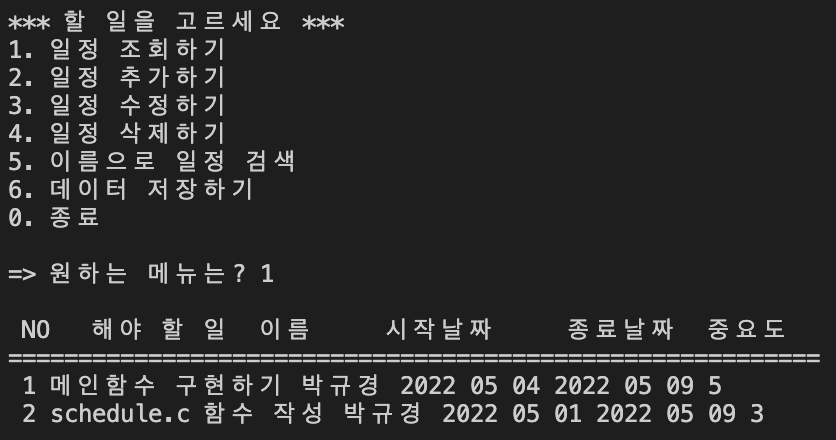 *** 할 일을 고르세요 ***
1. 일정 조회하기
2. 일정 추가하기
3. 일정 수정하기
4. 일정 삭제하기
5. 이름으로 일정 검색
6. 데이터 저장하기
0. 종료
=> 원하는 메뉴는? 1
NO 해야 할 일 이름 시작날짜 종료날짜 중요도
==========================================================
1 메인함수 구현하기 박규경 2022 05 04 2022 05 09 5
2 schedule.c 함수 작성 박규경 2022 05 01 2022 05 09 3